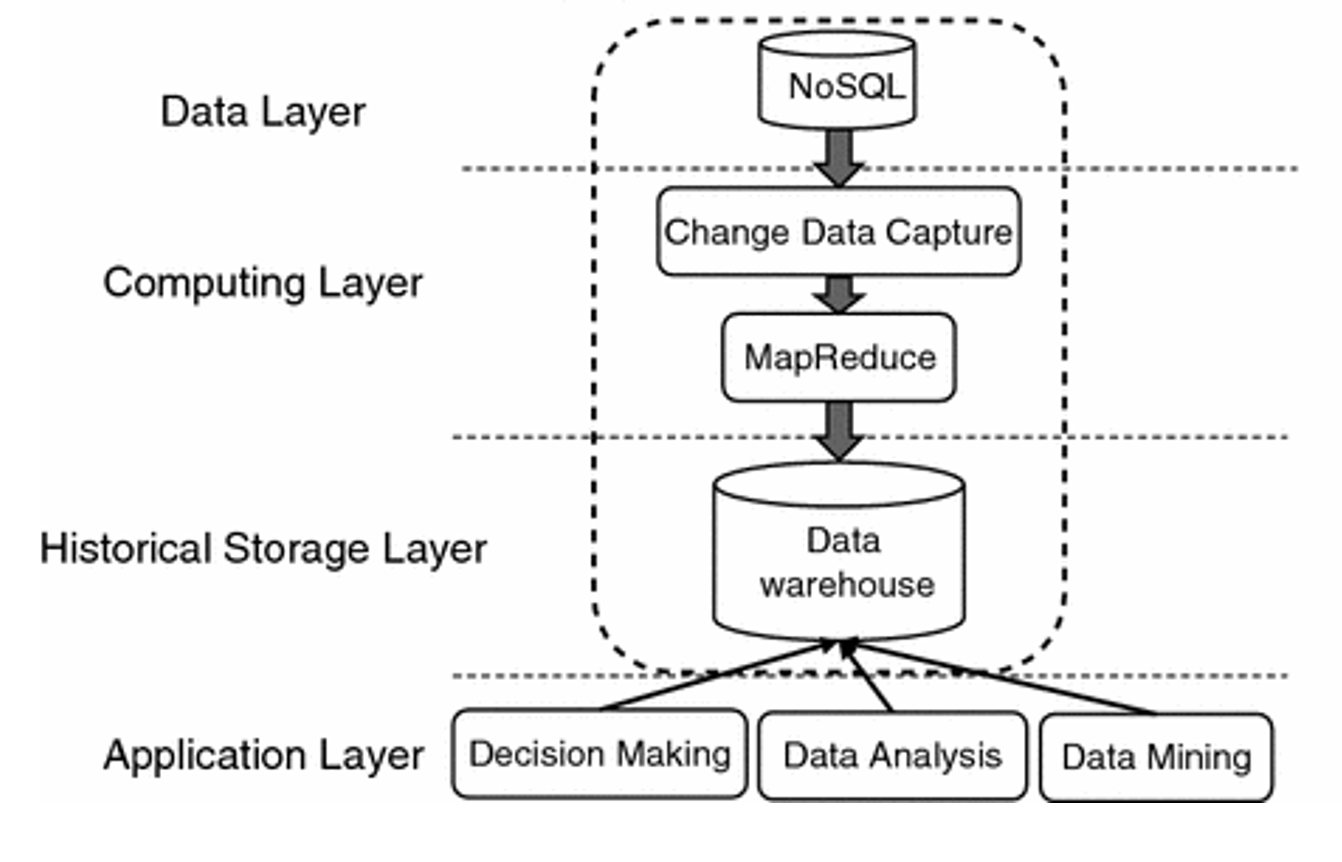 NoSQL
Data Layer
Change Data Capture
Computing Layer
MapReduce
Data
warehouse
Historical Storage Layer
Application Layer
Decision Making
Data Analysis
Data Mining